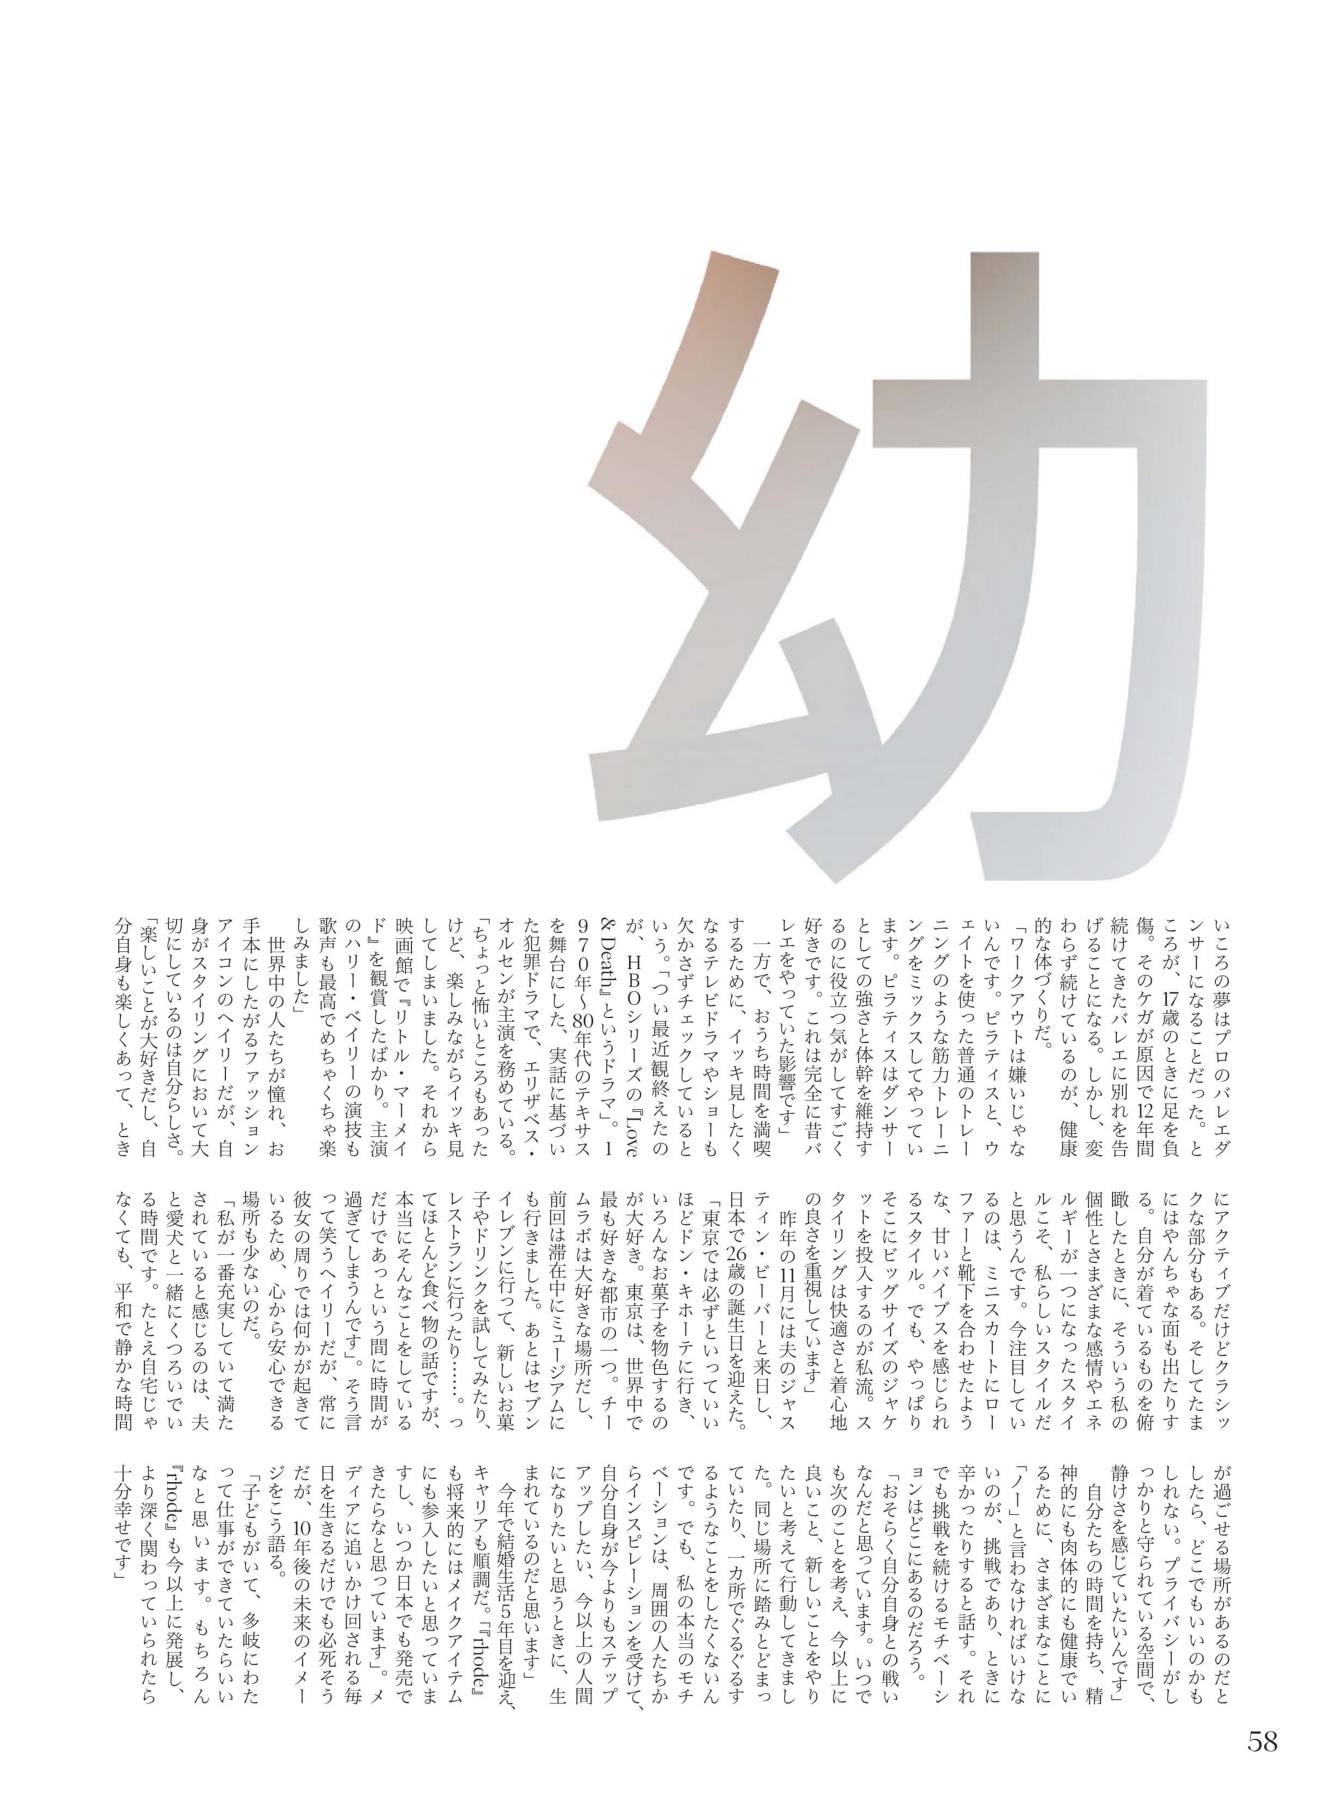 幼
いころの夢はプロのバレエダ
ンサーになることだった。と
ころが、17歳のときに足を負
傷。そのケガが原因で12年間
続けてきたバレエに別れを告
げることになる。しかし、変
わらず続けているのが、健康
的な体づくりだ。
「ワークアウトは嫌いじゃな
いんです。ピラティスと、ウ
エイトを使った普通のトレー
ニングのような筋力トレーニ
ングをミックスしてやってい
ます。ピラティスはダンサー
としての強さと体幹を維持す
るのに役立つ気がしてすごく
好きです。これは完全に昔バ
レエをやっていた影響です」
一方で、おうち時間を満喫
するために、イッキ見したく
なるテレビドラマやショーも
欠かさずチェックしていると
いう。「つい最近観終えたの
が、HBOシリーズの『Love
& Death』というドラマ」。1
970年〜80年代のテキサス
を舞台にした、実話に基づい
た犯罪ドラマで、エリザベス・
オルセンが主演を務めている。
「ちょっと怖いところもあった
けど、楽しみながらイッキ見
してしまいました。それから
映画館で『リトル・マーメイ
ド』を観賞したばかり。主演
のハリー・ベイリーの演技も
歌声も最高でめちゃくちゃ楽
しみました」
世界中の人たちが憧れ、お
手本にしたがるファッション
アイコンのヘイリーだが、自
身がスタイリングにおいて大
切にしているのは自分らしさ。
「楽しいことが大好きだし、自
分自身も楽しくあって、とき
にアクティブだけどクラシッ
クな部分もある。そしてたま
にはやんちゃな面も出たりす
る。自分が着ているものを俯
瞰したときに、そういう私の
個性とさまざまな感情やエネ
ルギーが一つになったスタイ
ルこそ、私らしいスタイルだ
と思うんです。今注目してい
るのは、ミニスカートにロー
ファーと靴下を合わせたよう
な、甘いバイブスを感じられ
るスタイル。でも、やっぱり
そこにビッグサイズのジャケ
ットを投入するのが私流。ス
タイリングは快適さと着心地
の良さを重視しています」
昨年の11月には夫のジャス
ティン・ビーバーと来日し、
日本で26歳の誕生日を迎えた。
「東京では必ずといっていい
ほどドン・キホーテに行き、
いろんなお菓子を物色するの
が大好き。東京は、世界中で
最も好きな都市の一つ。チー
ムラボは大好きな場所だし、
前回は滞在中にミュージアムに
も行きました。あとはセブン
イレブンに行って、新しいお菓
子やドリンクを試してみたり、
レストランに行ったり……。っ
てほとんど食べ物の話ですが、
本当にそんなことをしている
だけであっという間に時間が
過ぎてしまうんです」。そう言
って笑うヘイリーだが、常に
彼女の周りでは何かが起きて
いるため、心から安心できる
場所も少ないのだ。
「私が一番充実していて満た
されていると感じるのは、夫
と愛犬と一緒にくつろいでい
る時間です。たとえ自宅じゃ
なくても、平和で静かな時間
が過ごせる場所があるのだと
したら、どこでもいいのかも
しれない。プライバシーがし
っかりと守られている空間で、
静けさを感じていたいんです」
自分たちの時間を持ち、精
神的にも肉体的にも健康でい
るために、さまざまなことに
「ノー」と言わなければいけな
いのが、挑戦であり、ときに
辛かったりすると話す。それ
でも挑戦を続けるモチベーシ
ョンはどこにあるのだろう。
「おそらく自分自身との戦い
なんだと思っています。いつで
も次のことを考え、今以上に
良いこと、新しいことをやり
たいと考えて行動してきまし
た。同じ場所に踏みとどまっ
ていたり、一カ所でぐるぐるす
るようなことをしたくないん
です。でも、私の本当のモチ
ベーションは、周囲の人たちか
らインスピレーションを受けて、
自分自身が今よりもステップ
アップしたい、今以上の人間
になりたいと思うときに、生
まれているのだと思います」
今年で結婚生活5年目を迎え、
キャリアも順調だ。「『rhode』
も将来的にはメイクアイテム
にも参入したいと思っていま
すし、いつか日本でも発売で
きたらなと思っています」。メ
ディアに追いかけ回される毎
日を生きるだけでも必死そう
だが、10年後の未来のイメー
ジをこう語る。
「子どもがいて、多岐にわた
って仕事ができていたらいい
なと思います。もちろん
『rhode』も今以上に発展し、
より深く関わっていられたら
十分幸せです」
58